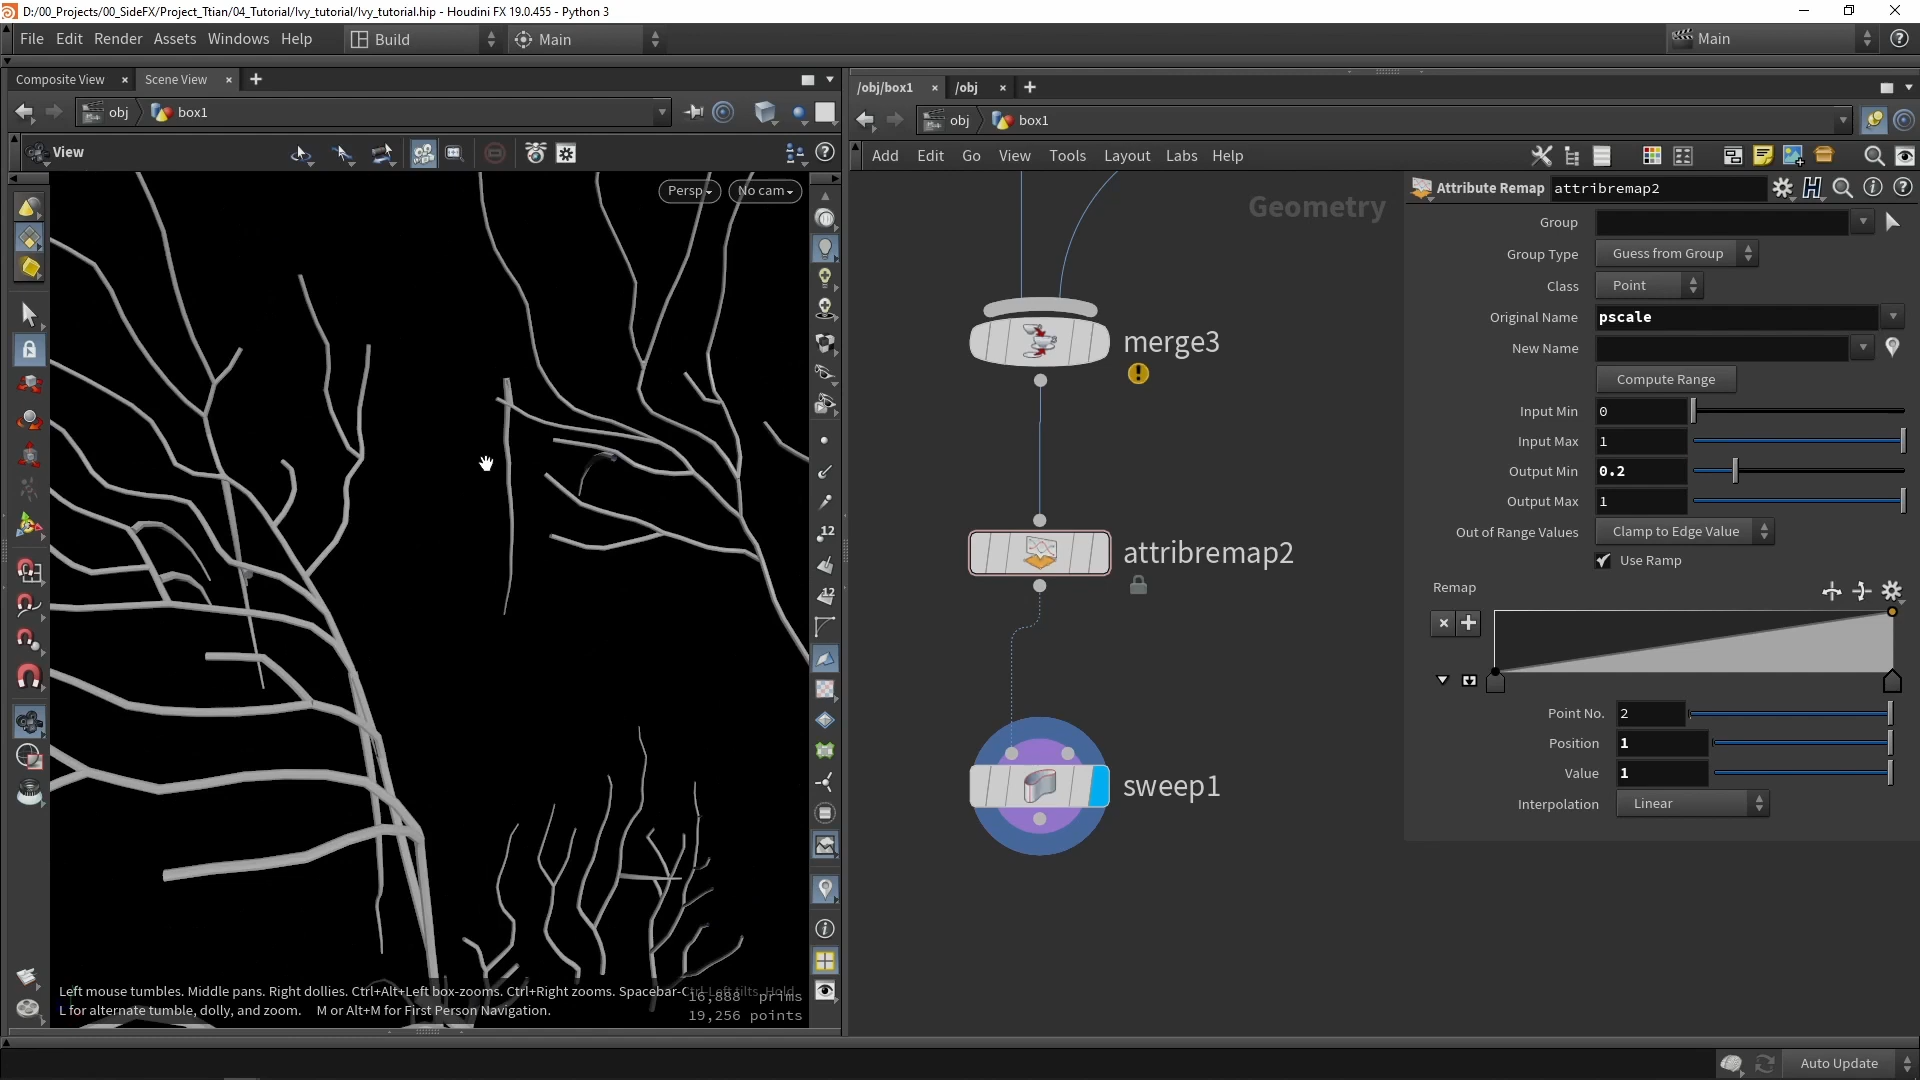 D:/00_Projects/00_SideFX/Project_Ttian/04_Tutorial/Ivy_tutorial/Ivy_tutorial.hip - Houdini FX 19.0.455 - Python 3
File Edit Render Assets Windows Help Build Main Main
Composite View × Scene View × +
/obj/box1 × /obj × +
obj box1
obj box1
View
Add Edit Go View Tools Layout Labs Help
Persp No cam
Geometry
Attribute Remap attribremap2
Group
Group Type Guess from Group
Class Point
Original Name pscale
New Name
Compute Range
Input Min 0
Input Max 1
Output Min 0.2
Output Max 1
Out of Range Values Clamp to Edge Value
Use Ramp
Remap
Point No. 2
Position 1
Value 1
Interpolation Linear
merge3
attribremap2
sweep1
12
12
Left mouse tumbles. Middle pans. Right dollies. Ctrl+Alt+Left box-zooms. Ctrl+Right zooms. Spacebar-Ctrl-Left tilts. Hold
L for alternate tumble, dolly, and zoom. M or Alt+M for First Person Navigation.
16,888 prims
19,256 points
Auto Update